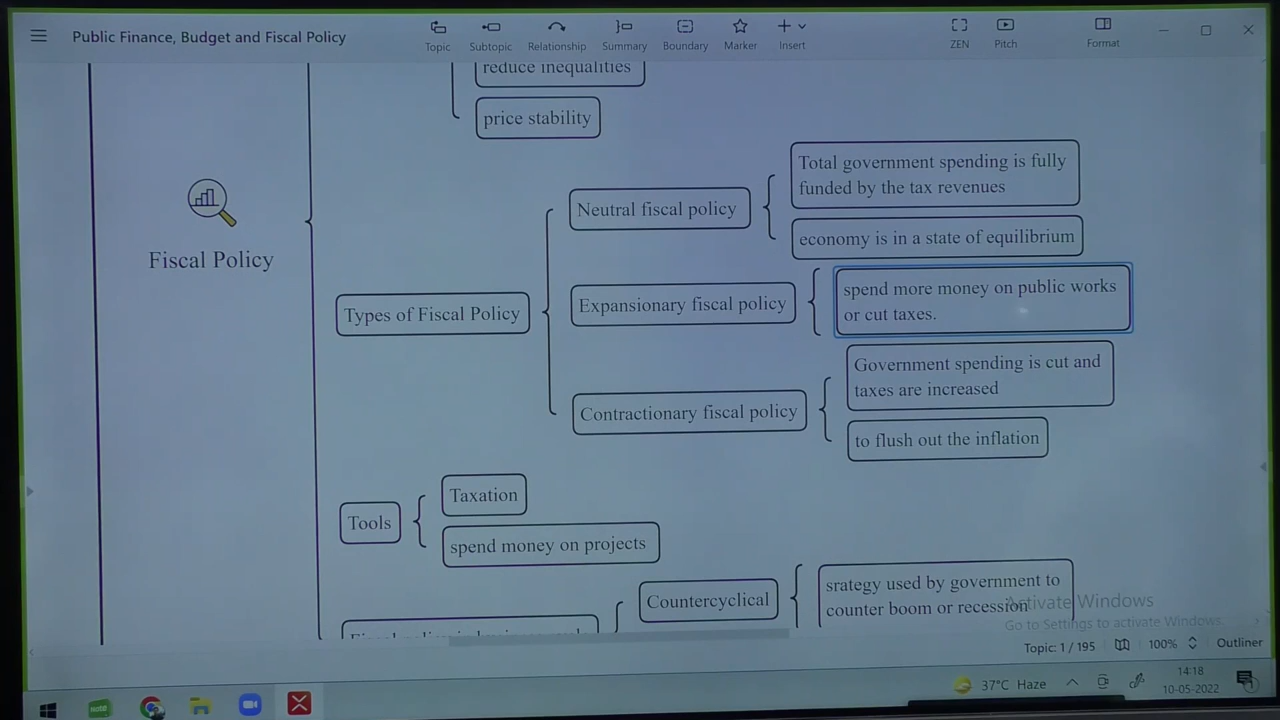 Public Finance, Budget and Fiscal Policy
Topic
Subtopic
Relationship
Summary
Boundary
Marker
Insert
ZEN
Pitch
Format
reduce inequalities
price stability
Fiscal Policy
Types of Fiscal Policy
Neutral fiscal policy
Total government spending is fully
funded by the tax revenues
economy is in a state of equilibrium
Expansionary fiscal policy
spend more money on public works
or cut taxes.
Contractionary fiscal policy
Government spending is cut and
taxes are increased
to flush out the inflation
Tools
Taxation
spend money on projects
Countercyclical
srategy used by government to
counter boom or recession
Activate Windows
Go to Settings to activate Windows.
Topic: 1 / 195
100%
Outliner
37°C Haze
14:18
10-05-2022